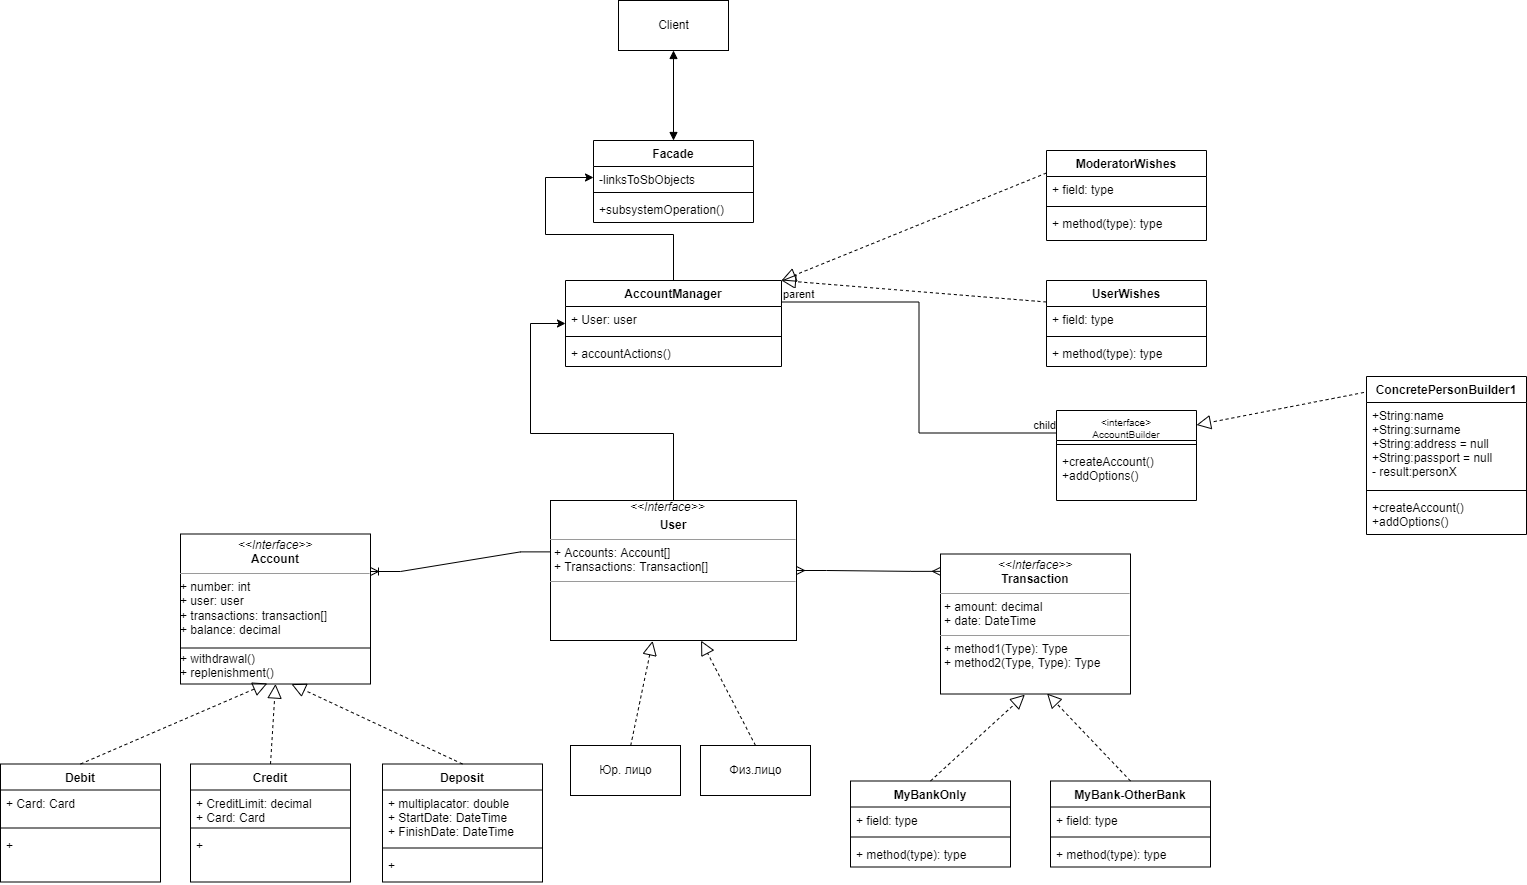 Client
Facade
-linksToSbObjects
+subsystemOperation()
ModeratorWishes
+ field: type
+ method(type): type
AccountManager
+ User: user
+ accountActions()
parent
UserWishes
+ field: type
+ method(type): type
child
<interface>
AccountBuilder
+createAccount()
+addOptions()
ConcretePersonBuilder1
+String:name
+String:surname
+String:address = null
+String:passport = null
- result:personX
+createAccount()
+addOptions()
<<Interface>>
User
+ Accounts: Account[]
+ Transactions: Transaction[]
<<Interface>>
Account
+ number: int
+ user: user
+ transactions: transaction[]
+ balance: decimal
+ withdrawal()
+ replenishment()
<<Interface>>
Transaction
+ amount: decimal
+ date: DateTime
+ method1(Type): Type
+ method2(Type, Type): Type
Debit
+ Card: Card
+
Credit
+ CreditLimit: decimal
+ Card: Card
+
Deposit
+ multiplacator: double
+ StartDate: DateTime
+ FinishDate: DateTime
+
Юр. лицо
Физ.лицо
MyBankOnly
+ field: type
+ method(type): type
MyBank-OtherBank
+ field: type
+ method(type): type